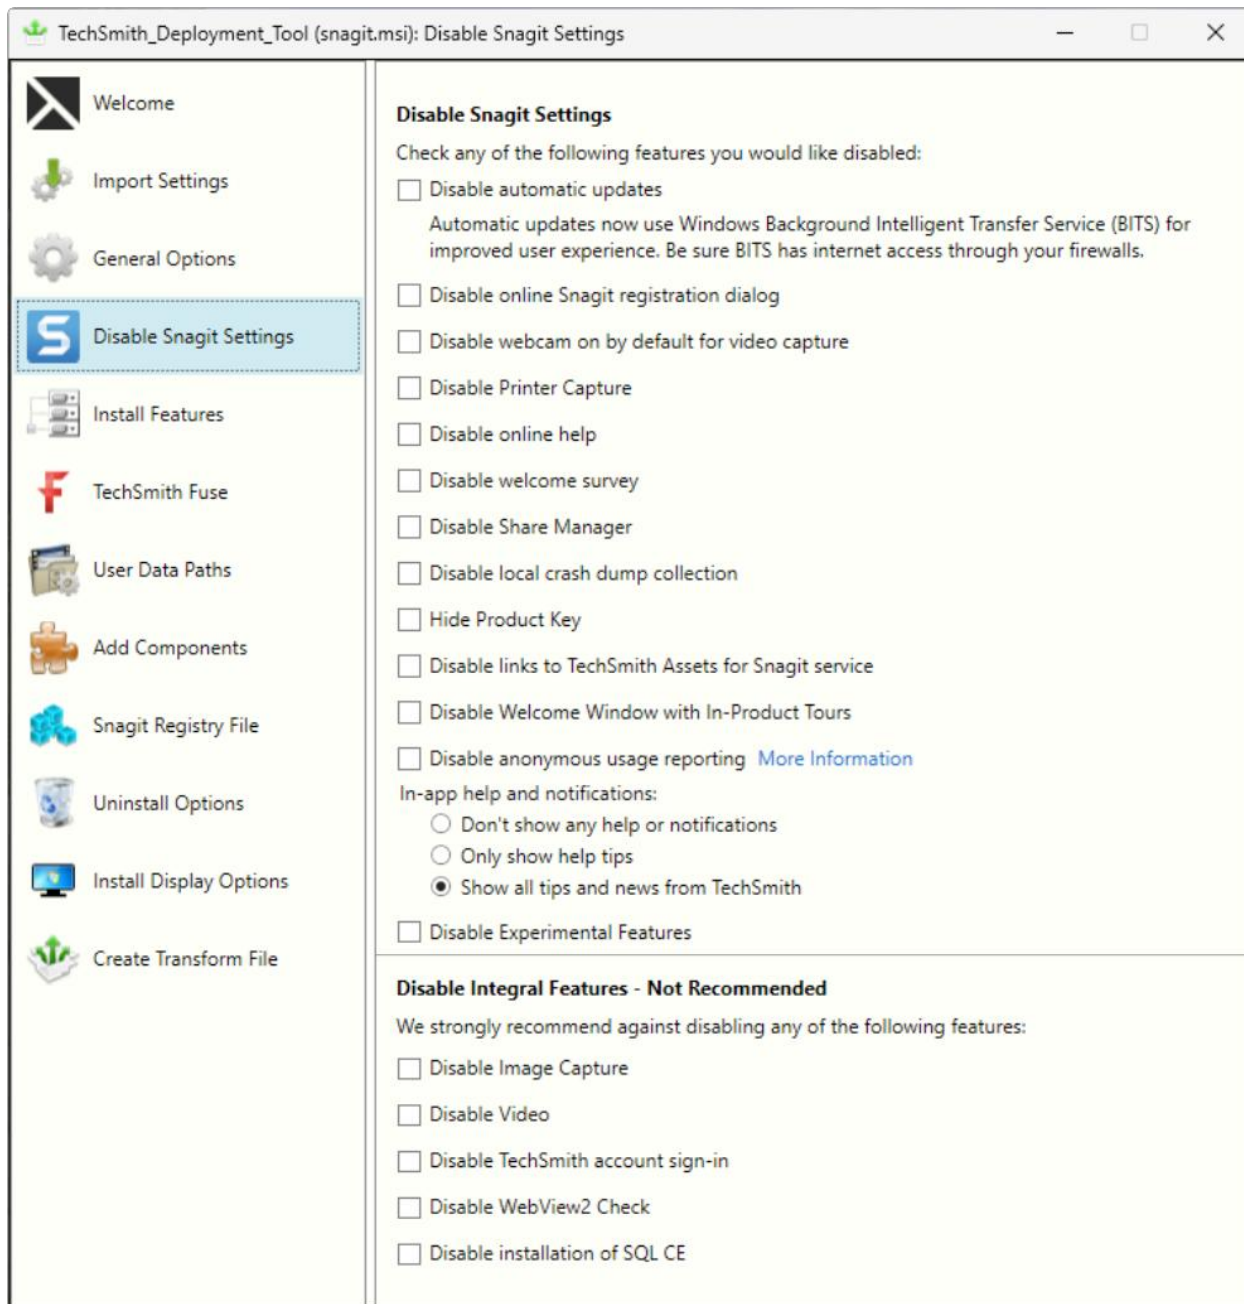 TechSmith_Deployment_Tool (snagit.msi): Disable Snagit Settings
Welcome
Import Settings
General Options
Disable Snagit Settings
Install Features
TechSmith Fuse
User Data Paths
Add Components
Snagit Registry File
Uninstall Options
Install Display Options
Create Transform File
Disable Snagit Settings
Check any of the following features you would like disabled:
Disable automatic updates
Automatic updates now use Windows Background Intelligent Transfer Service (BITS) for
improved user experience. Be sure BITS has internet access through your firewalls.
Disable online Snagit registration dialog
Disable webcam on by default for video capture
Disable Printer Capture
Disable online help
Disable welcome survey
Disable Share Manager
Disable local crash dump collection
Hide Product Key
Disable links to TechSmith Assets for Snagit service
Disable Welcome Window with In-Product Tours
Disable anonymous usage reporting More Information
In-app help and notifications:
Don't show any help or notifications
Only show help tips
Show all tips and news from TechSmith
Disable Experimental Features
Disable Integral Features - Not Recommended
We strongly recommend against disabling any of the following features:
Disable Image Capture
Disable Video
Disable TechSmith account sign-in
Disable WebView2 Check
Disable installation of SQL CE